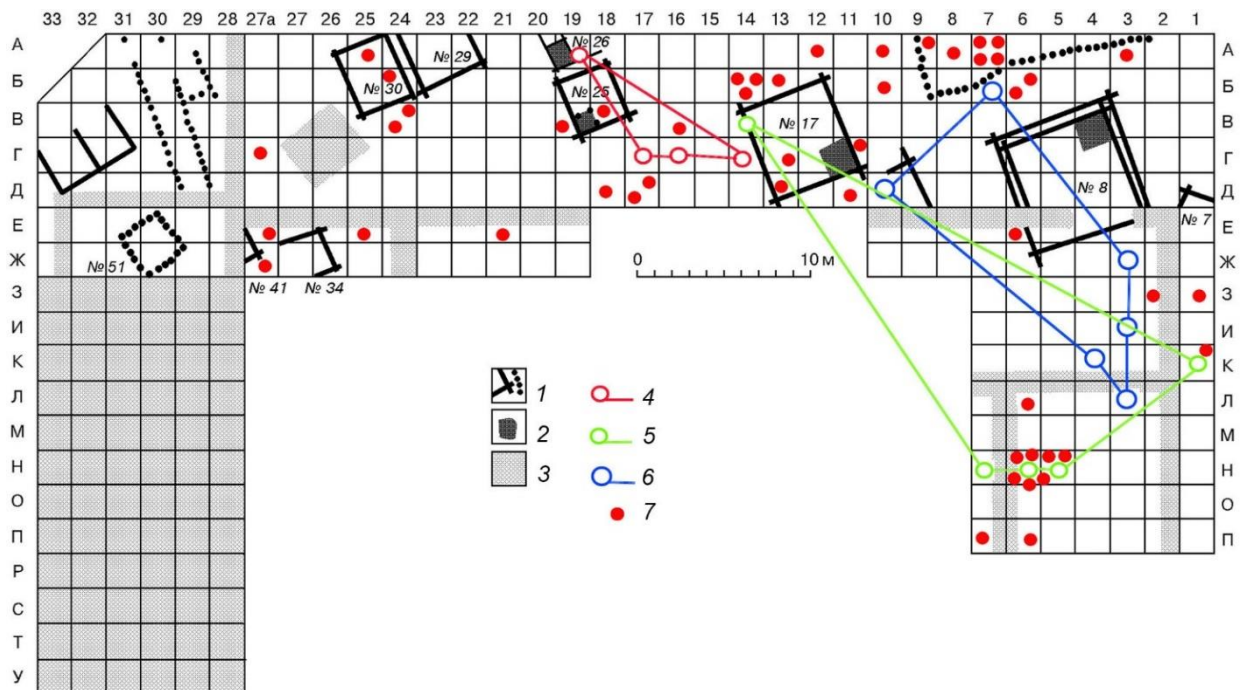 33 32 31 30 29 28 27а 27 26 25 24 23 22 21 20 19 18 17 16 15 14 13 12 11 10 9 8 7 6 5 4 3 2 1
А № 29 № 26 А
Б № 30 № 25 Б
В № 17 В
Г Г
Д № 8 Д
Е № 7 Е
Ж № 51 0 10 м Ж
З № 41 № 34 З
И И
К К
Л 1 4 Л
М 2 5 М
Н 3 6 Н
О 7 О
П П
Р
С
Т
У